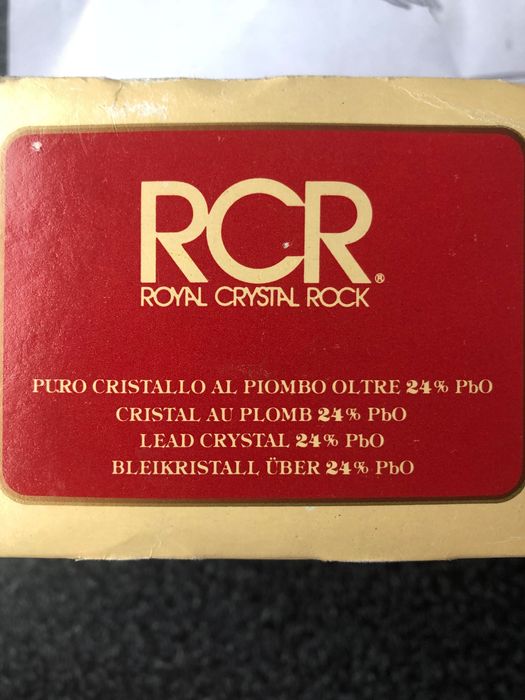 RCR®
ROYAL CRYSTAL ROCK
PURO CRISTALLO AL PIOMBO OLTRE 24% PbO
CRISTAL AU PLOMB 24% PbO
LEAD CRYSTAL 24% PbO
BLEIKRISTALL ÜBER 24% PbO